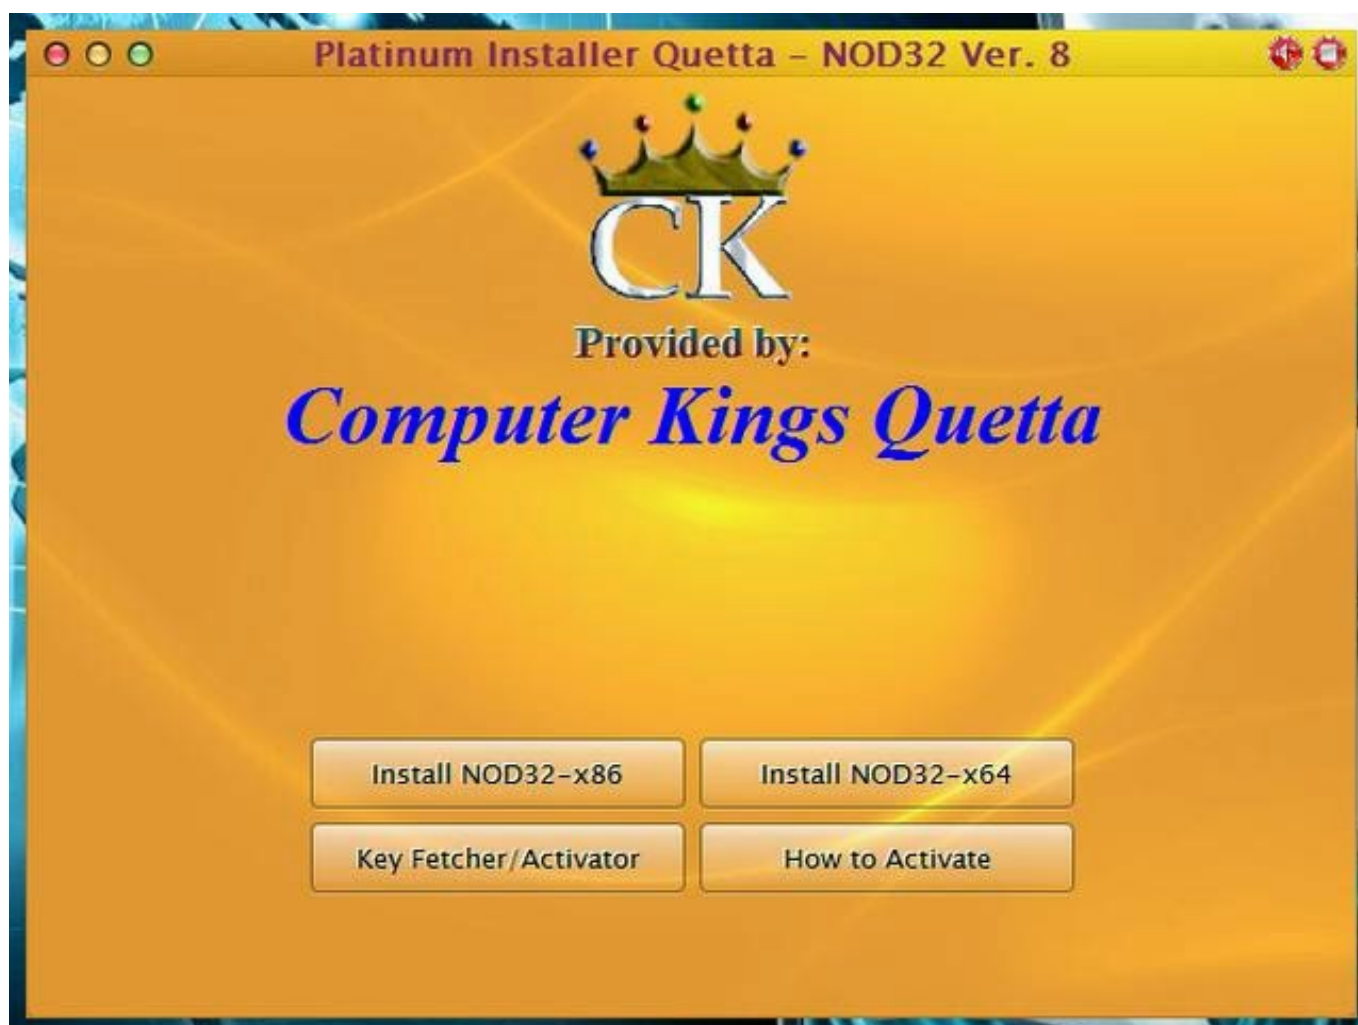 Platinum Installer Quetta - NOD32 Ver. 8
CK
Provided by:
Computer Kings Quetta
Install NOD32-x86
Install NOD32-x64
Key Fetcher/Activator
How to Activate